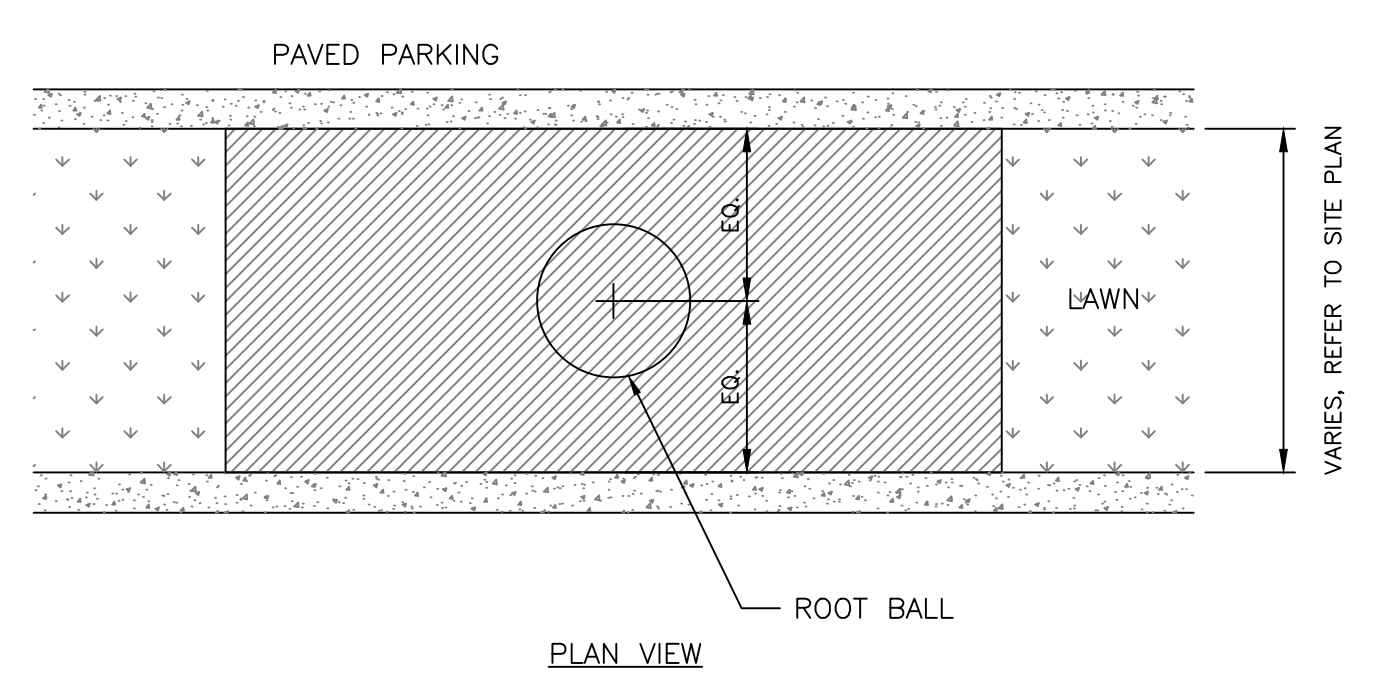 PAVED PARKING
EQ.
VARIES, REFER TO SITE PLAN
LAWN
EQ.
ROOT BALL
PLAN VIEW